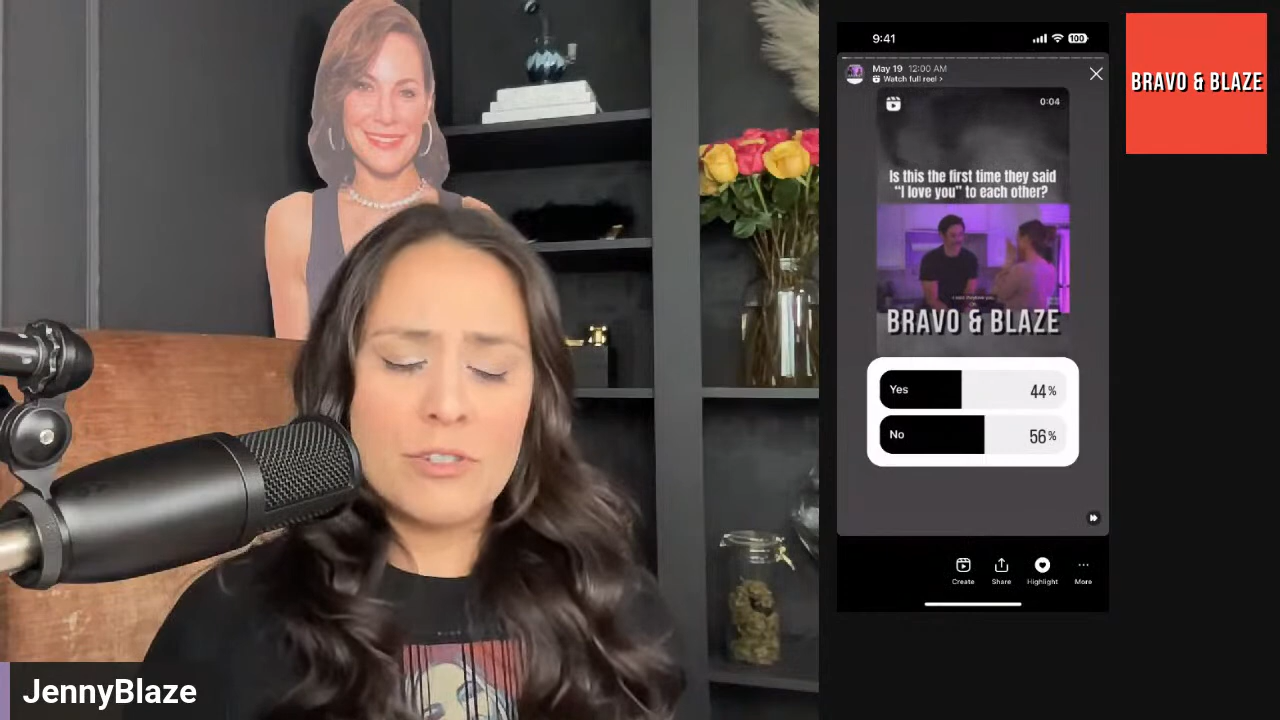 9:41
100
May 19 12:00 AM
Watch full reel >
0:04
Is this the first time they said
"I love you" to each other?
BRAVO & BLAZE
Yes 44%
No 56%
Create Share Highlight More
BRAVO & BLAZE
JennyBlaze